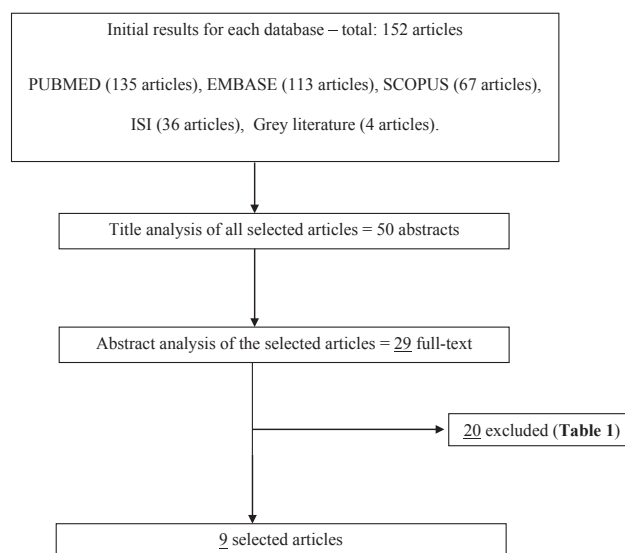 Initial results for each database – total: 152 articles
PUBMED (135 articles), EMBASE (113 articles), SCOPUS (67 articles),
ISI (36 articles), Grey literature (4 articles).
Title analysis of all selected articles = 50 abstracts
Abstract analysis of the selected articles = 29 full-text
20 excluded (Table 1)
9 selected articles